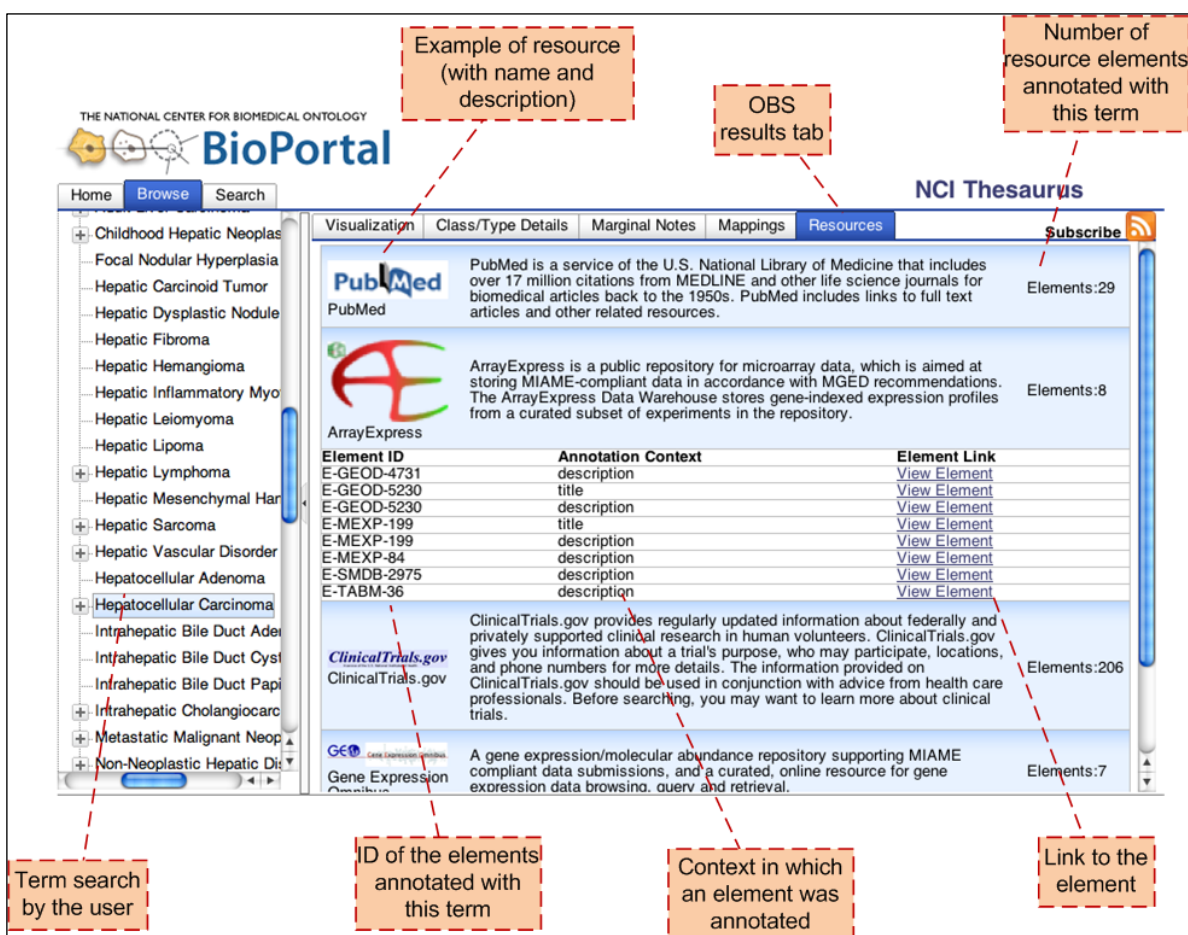 Example of resource
(with name and
description)
OBS
results tab
Number of
resource elements
annotated with
this term
THE NATIONAL CENTER FOR BIOMEDICAL ONTOLOGY
BioPortal
Home Browse Search
NCI Thesaurus
Childhood Hepatic Neoplas
Focal Nodular Hyperplasia
Hepatic Carcinoid Tumor
Hepatic Dysplastic Nodule
Hepatic Fibroma
Hepatic Hemangioma
Hepatic Inflammatory Myo
Hepatic Leiomyoma
Hepatic Lipoma
Hepatic Lymphoma
Hepatic Mesenchymal Ham
Hepatic Sarcoma
Hepatic Vascular Disorder
Hepatocellular Adenoma
Hepatocellular Carcinoma
Intrahepatic Bile Duct Ader
Intrahepatic Bile Duct Cyst
Intrahepatic Bile Duct Papi
Intrahepatic Cholangiocarc
Metastatic Malignant Neop
Non-Neoplastic Hepatic Dis
Visualization Class/Type Details Marginal Notes Mappings Resources
Subscribe
PubMed
PubMed
PubMed is a service of the U.S. National Library of Medicine that includes
over 17 million citations from MEDLINE and other life science journals for
biomedical articles back to the 1950s. PubMed includes links to full text
articles and other related resources.
Elements:29
AE
ArrayExpress
ArrayExpress is a public repository for microarray data, which is aimed at
storing MIAME-compliant data in accordance with MGED recommendations.
The ArrayExpress Data Warehouse stores gene-indexed expression profiles
from a curated subset of experiments in the repository.
Elements:8
Element ID Annotation Context Element Link
E-GEOD-4731 description View Element
E-GEOD-5230 title View Element
E-GEOD-5230 description View Element
E-MEXP-199 title View Element
E-MEXP-199 description View Element
E-MEXP-84 description View Element
E-SMDB-2975 description View Element
E-TABM-36 description View Element
ClinicalTrials.gov
ClinicalTrials.gov
ClinicalTrials.gov provides regularly updated information about federally and
privately supported clinical research in human volunteers. ClinicalTrials.gov
gives you information about a trial's purpose, who may participate, locations,
and phone numbers for more details. The information provided on
ClinicalTrials.gov should be used in conjunction with advice from health care
professionals. Before searching, you may want to learn more about clinical
trials.
Elements:206
GEO Gene Expression Omnibus
Gene Expression
Omnibus
A gene expression/molecular abundance repository supporting MIAME
compliant data submissions, and a curated, online resource for gene
expression data browsing, query and retrieval.
Elements:7
Term search
by the user
ID of the elements
annotated with
this term
Context in which
an element was
annotated
Link to the
element